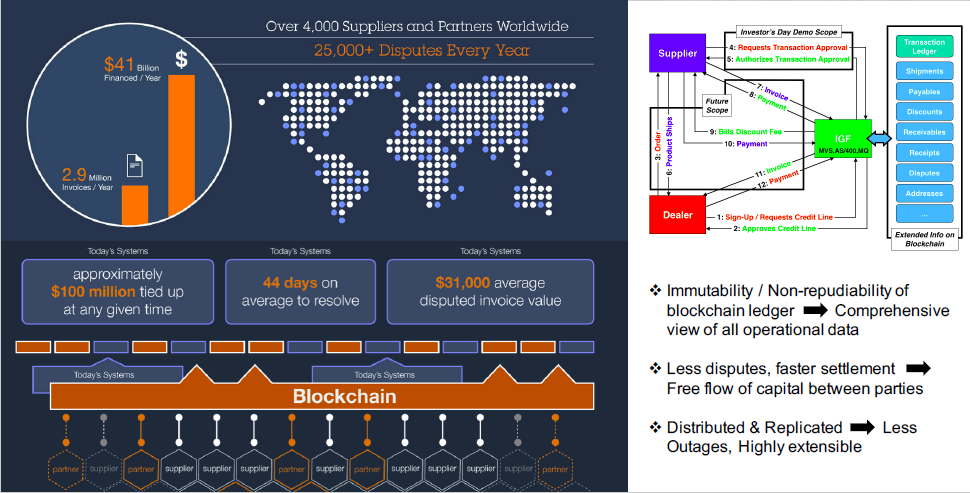 Over 4,000 Suppliers and Partners Worldwide
25,000+ Disputes Every Year
$41 Billion
Financed / Year
$
2.9 Million
Invoices / Year
Today's Systems
approximately
$100 million tied up
at any given time
Today's Systems
44 days on
average to resolve
Today's Systems
$31,000 average
disputed invoice value
Today's Systems
Today's Systems
Blockchain
partner
supplier
partner
supplier
supplier
supplier
partner
supplier
partner
supplier
supplier
supplier
supplier
partner
Investor's Day Demo Scope
Supplier
4: Requests Transaction Approval
5: Authorizes Transaction Approval
7: Invoice
8: Payment
Future
Scope
9: Bills Discount Fee
10: Payment
3: Order
6: Product Ships
IGF
MVS,AS/400,MQ
11: Invoice
12: Payment
Dealer
1: Sign-Up / Requests Credit Line
2: Approves Credit Line
Transaction
Ledger
Shipments
Payables
Discounts
Receivables
Receipts
Disputes
Addresses
...
Extended Info on
Blockchain
❖ Immutability / Non-repudiability of
blockchain ledger ➡ Comprehensive
view of all operational data
❖ Less disputes, faster settlement ➡
Free flow of capital between parties
❖ Distributed & Replicated ➡ Less
Outages, Highly extensible